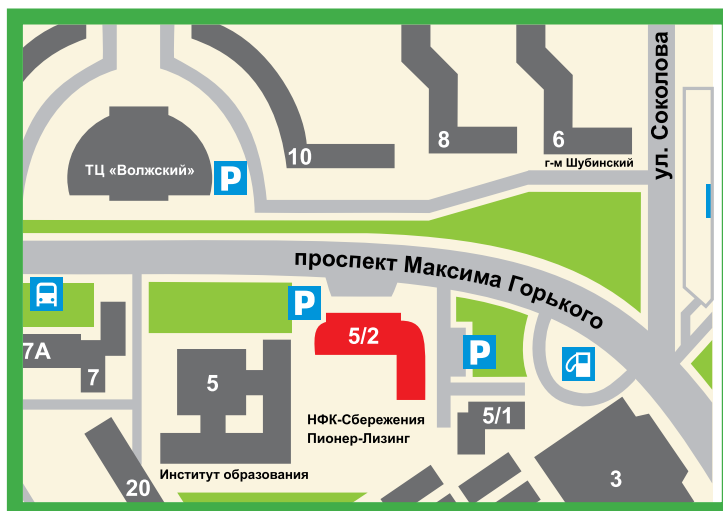 ул. Соколова
8
6
г-м Шубинский
10
ТЦ «Волжский»
P
проспект Максима Горького
P
5/2
7А
7
5
P
НФК-Сбережения
Пионер-Лизинг
5/1
Институт образования
20
3